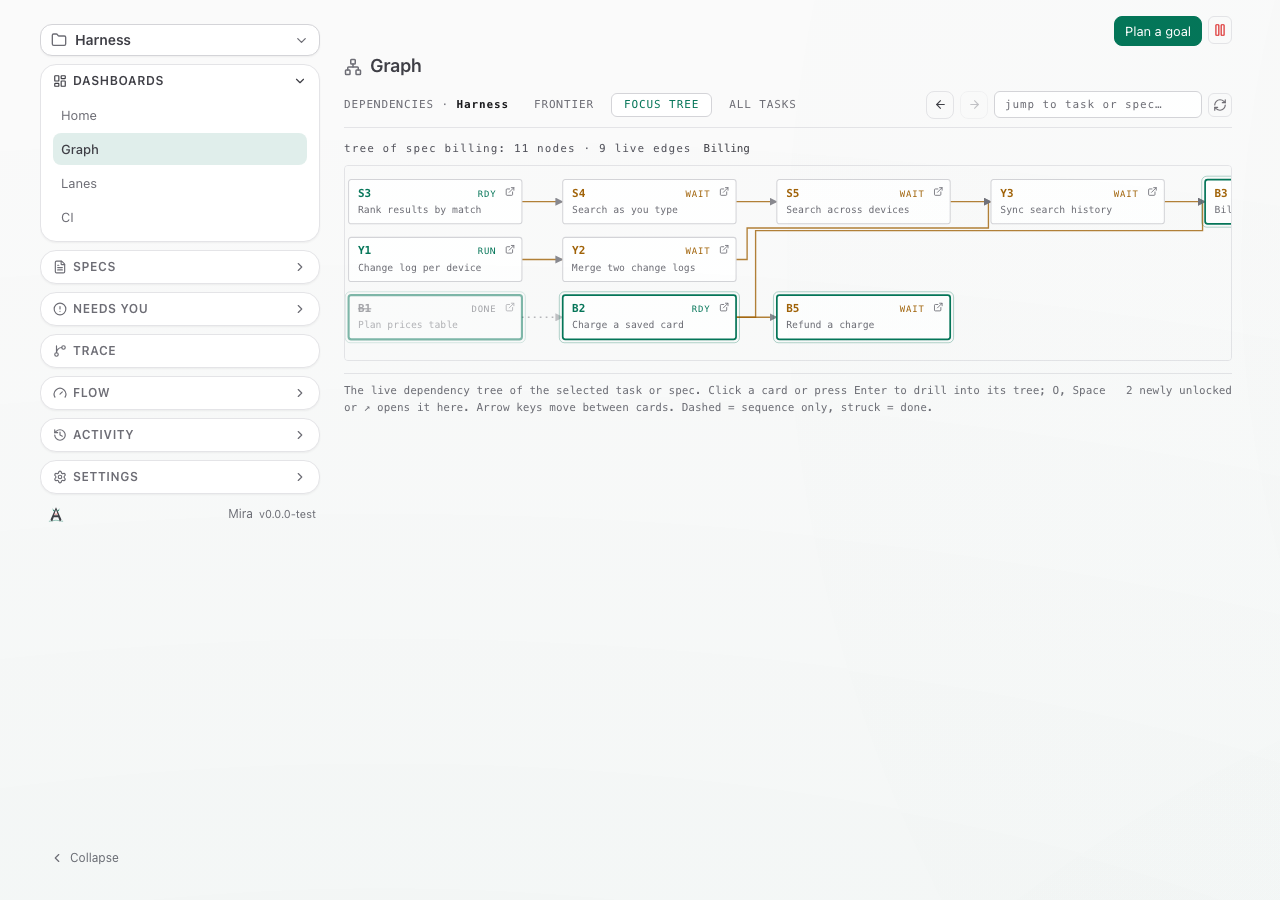 Harness
DASHBOARDS
Home
Graph
Lanes
CI
SPECS
NEEDS YOU
TRACE
FLOW
ACTIVITY
SETTINGS
Mira v0.0.0-test
Collapse
Plan a goal
Graph
DEPENDENCIES · Harness FRONTIER FOCUS TREE ALL TASKS
jump to task or spec…
tree of spec billing: 11 nodes · 9 live edges Billing
S3 RDY
Rank results by match
S4 WAIT
Search as you type
S5 WAIT
Search across devices
Y3 WAIT
Sync search history
B3
Bil
Y1 RUN
Change log per device
Y2 WAIT
Merge two change logs
B1 DONE
Plan prices table
B2 RDY
Charge a saved card
B5 WAIT
Refund a charge
The live dependency tree of the selected task or spec. Click a card or press Enter to drill into its tree; O, Space
or ↗ opens it here. Arrow keys move between cards. Dashed = sequence only, struck = done.
2 newly unlocked